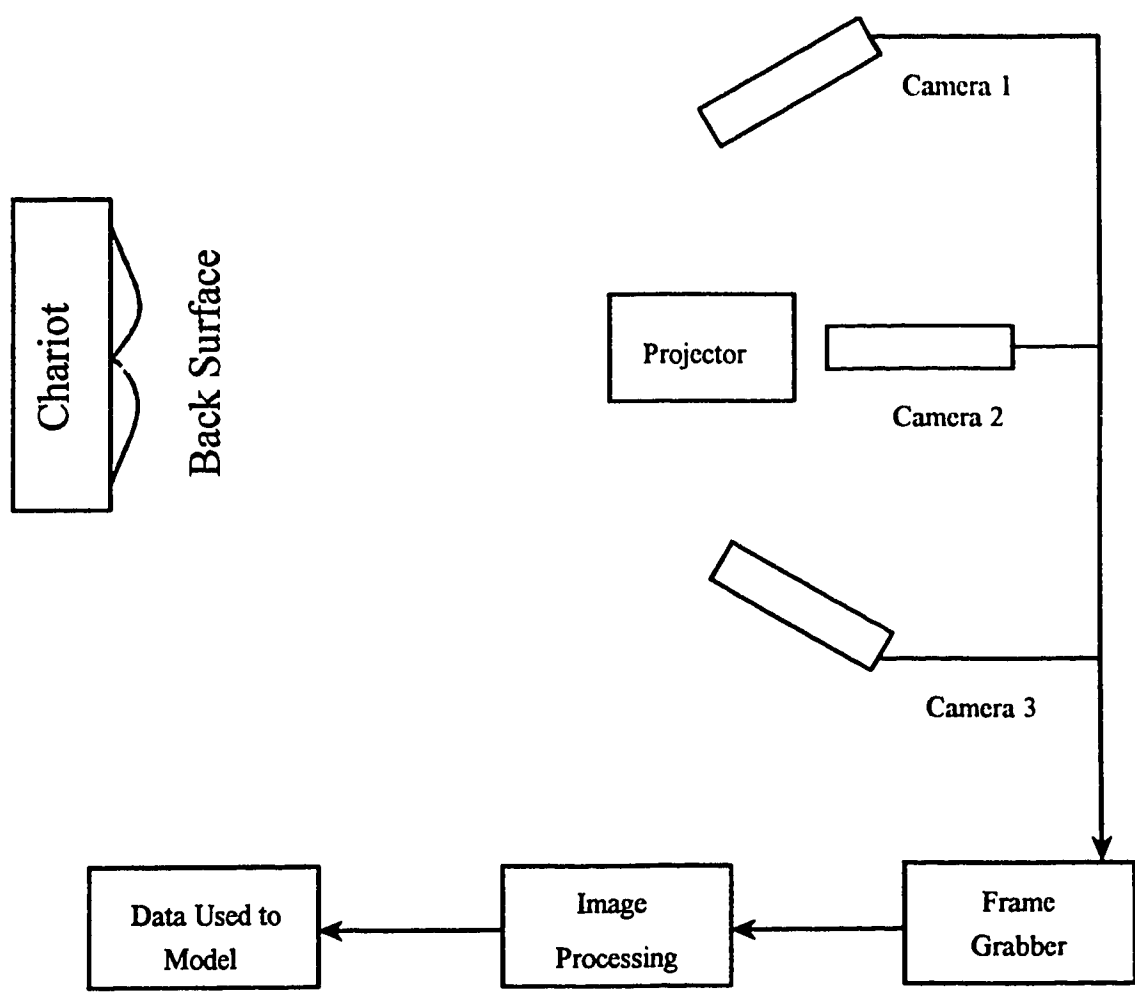 Camera 1
Chariot
Back Surface
Projector
Camera 2
Camera 3
Data Used to
Model
Image
Processing
Frame
Grabber